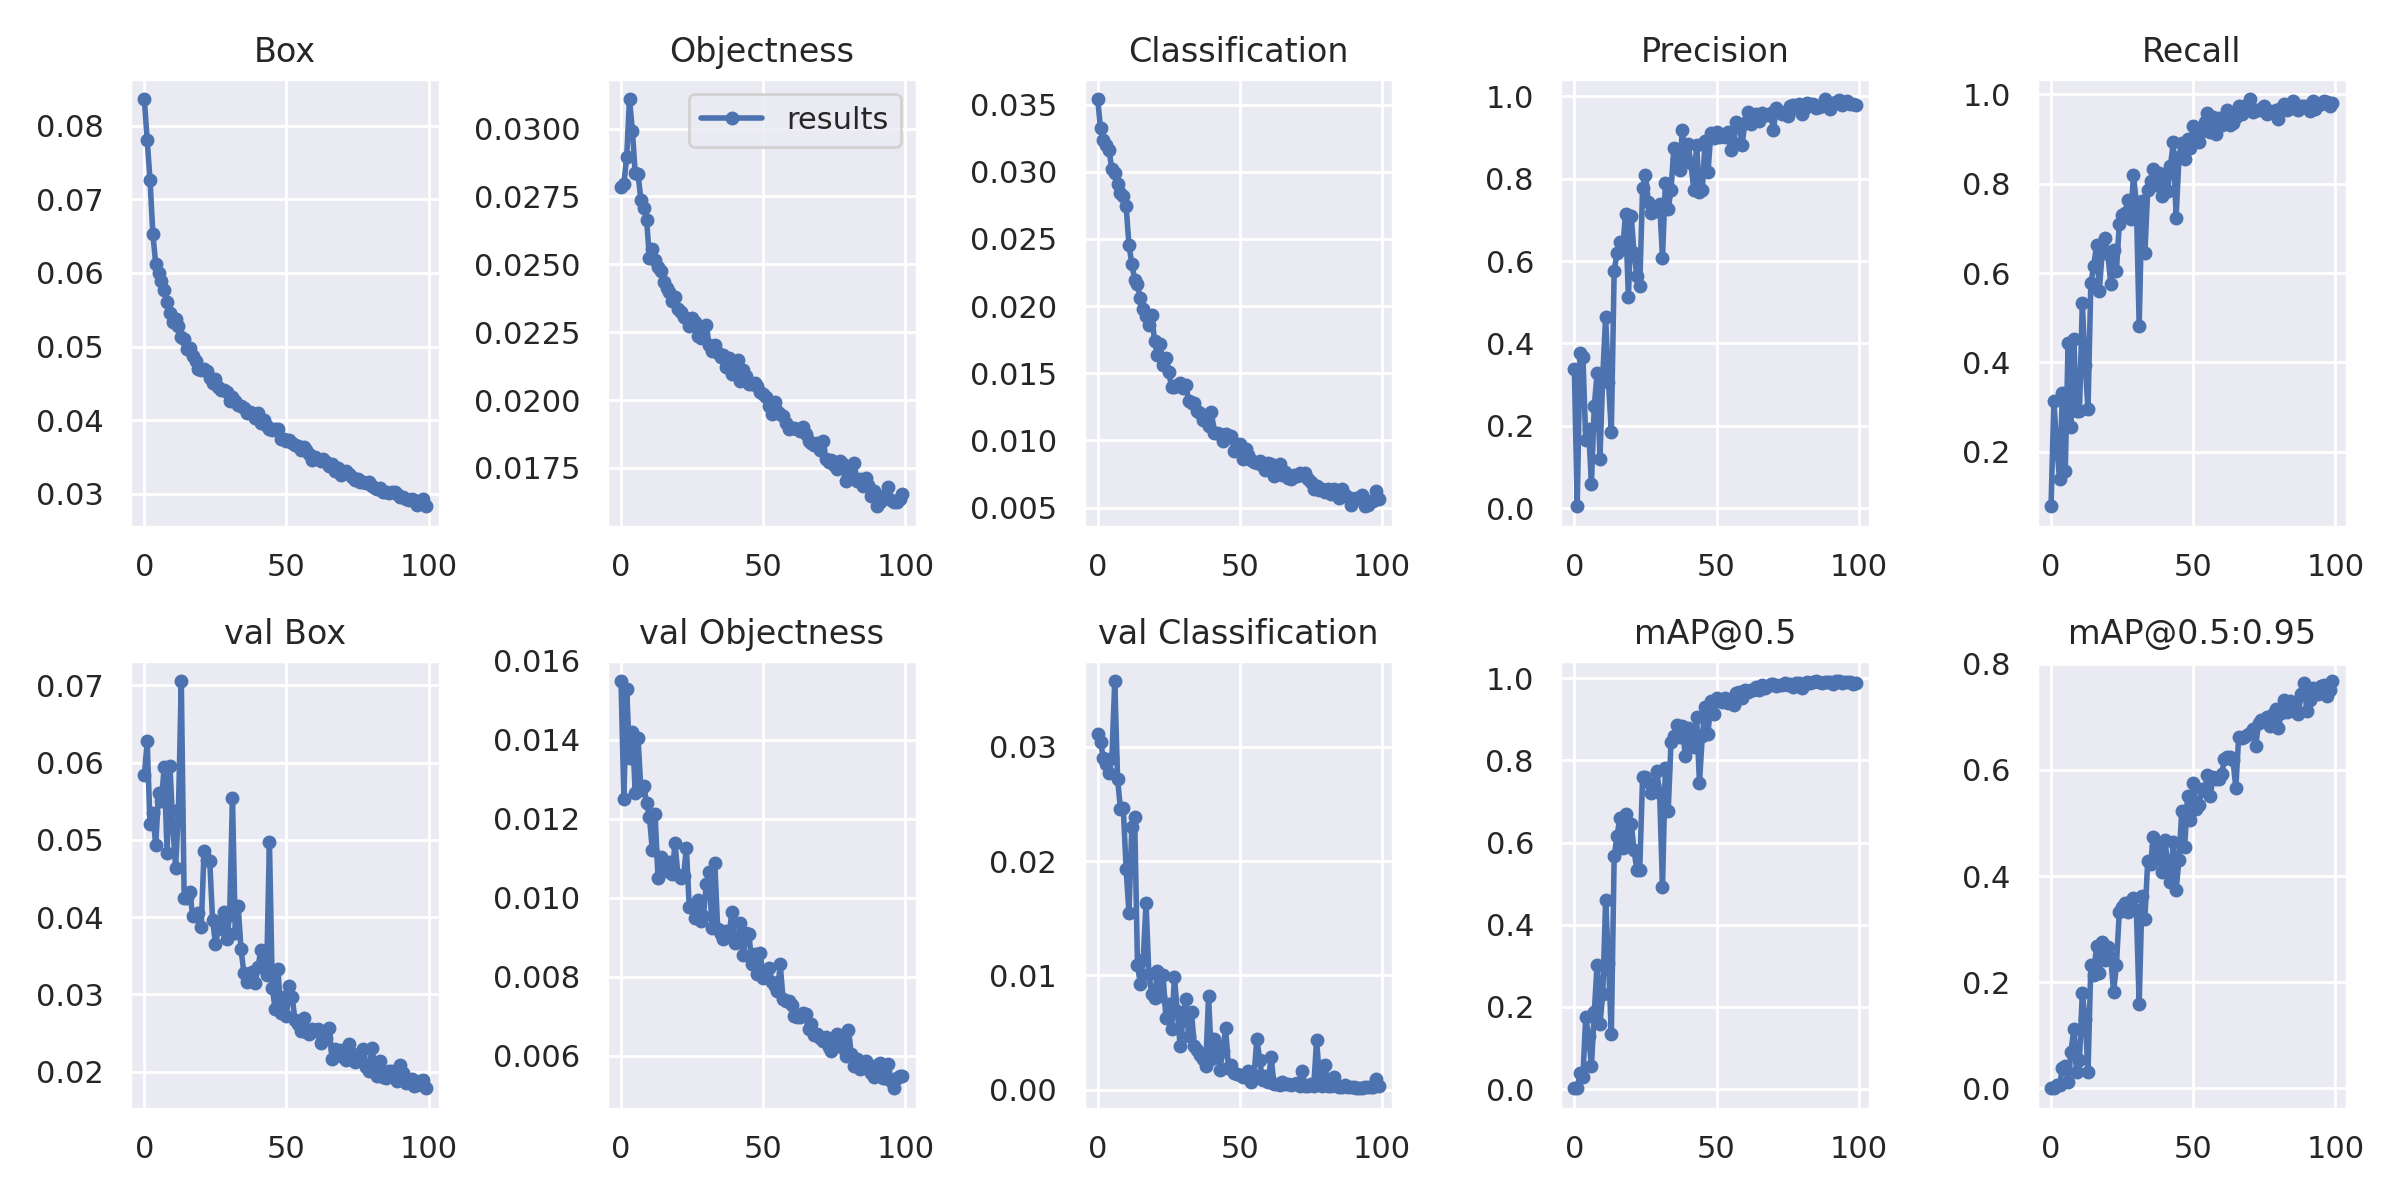 Box
0.08
0.07
0.06
0.05
0.04
0.03
0 50 100
Objectness
results
0.0300
0.0275
0.0250
0.0225
0.0200
0.0175
0 50 100
Classification
0.035
0.030
0.025
0.020
0.015
0.010
0.005
0 50 100
Precision
1.0
0.8
0.6
0.4
0.2
0.0
0 50 100
Recall
1.0
0.8
0.6
0.4
0.2
0 50 100
val Box
0.07
0.06
0.05
0.04
0.03
0.02
0 50 100
val Objectness
0.016
0.014
0.012
0.010
0.008
0.006
0 50 100
val Classification
0.03
0.02
0.01
0.00
0 50 100
mAP@0.5
1.0
0.8
0.6
0.4
0.2
0.0
0 50 100
mAP@0.5:0.95
0.8
0.6
0.4
0.2
0.0
0 50 100